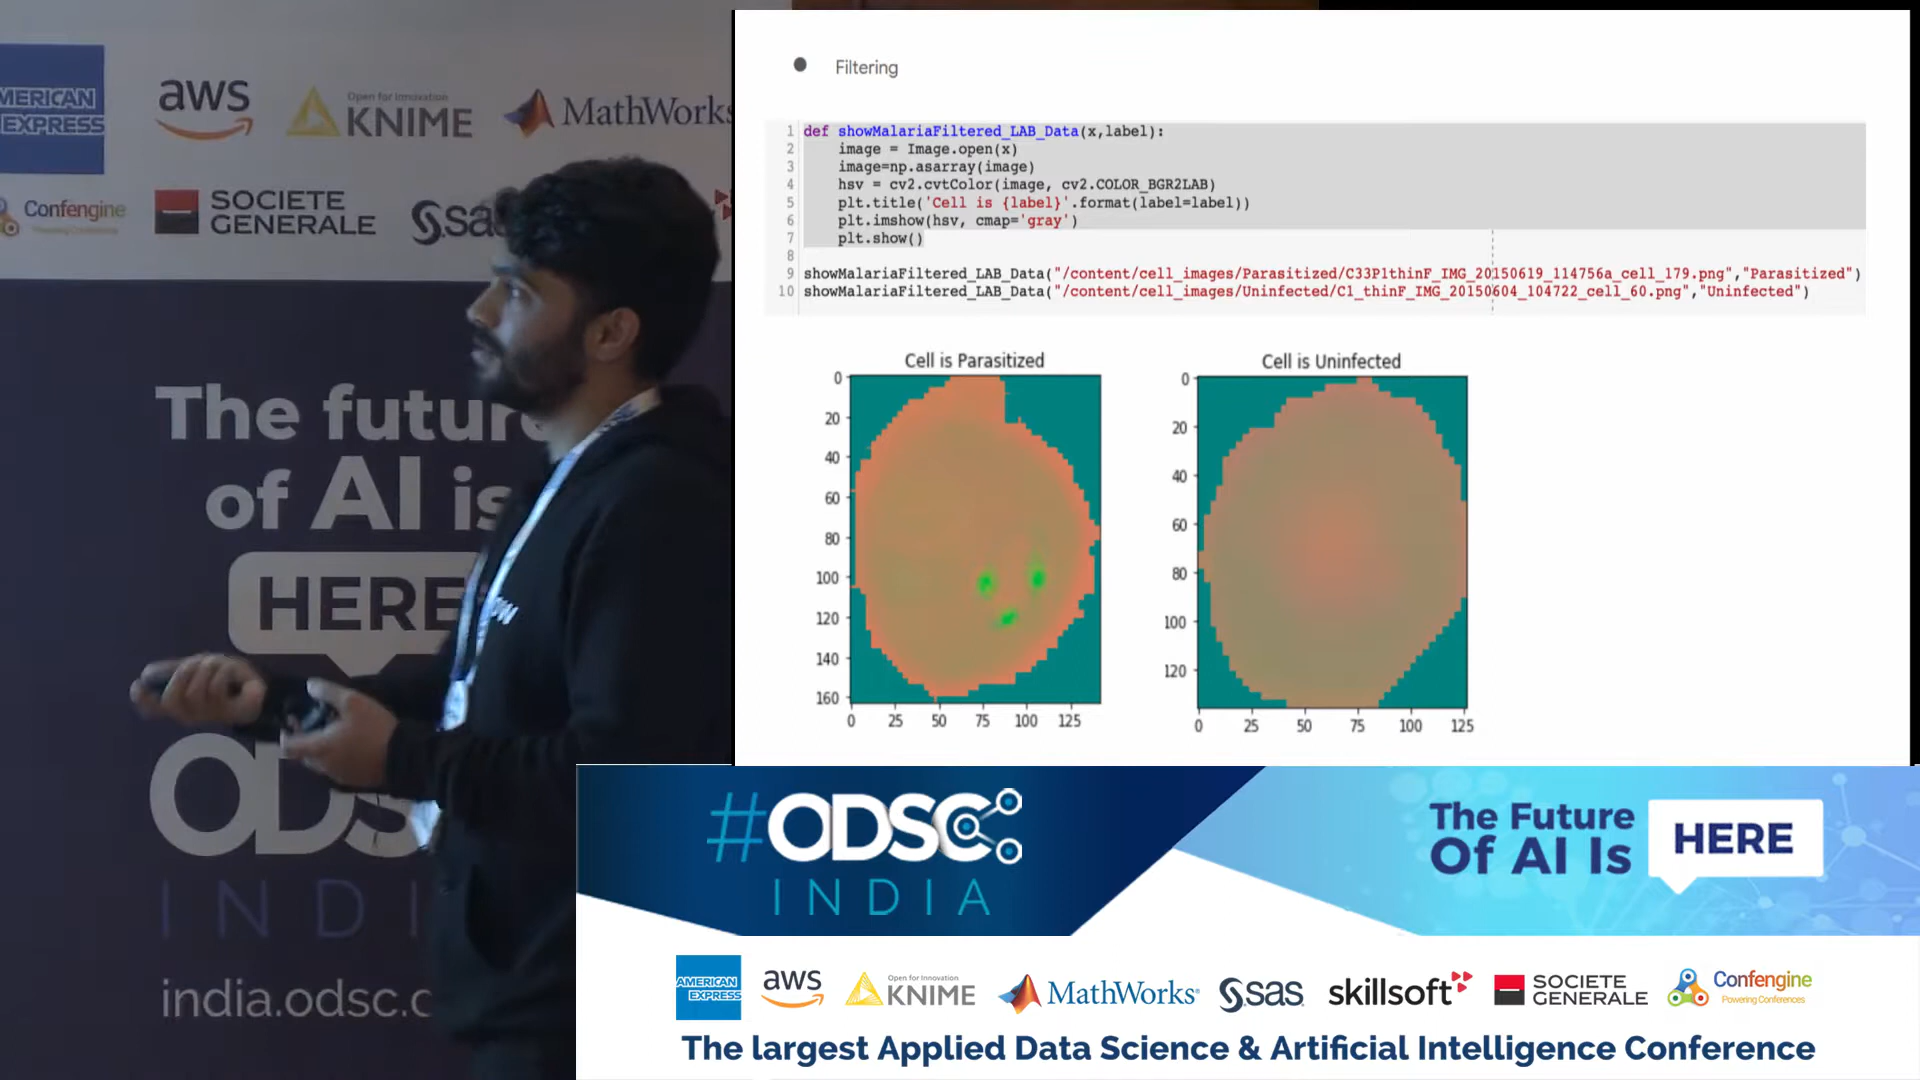 AMERICAN
EXPRESS
aws
Open for Innovation
KNIME
MathWorks
Confengine
Powering Conferences
SOCIETE
GENERALE
sas
The future
of AI is
HERE
ODSC
INDI
india.odsc.c
Filtering
1 def showMalariaFiltered_LAB_Data(x,label):
2 image = Image.open(x)
3 image=np.asarray(image)
4 hsv = cv2.cvtColor(image, cv2.COLOR_BGR2LAB)
5 plt.title('Cell is {label}'.format(label=label))
6 plt.imshow(hsv, cmap='gray')
7 plt.show()
8
9 showMalariaFiltered_LAB_Data("/content/cell_images/Parasitized/C33P1thinF_IMG_20150619_114756a_cell_179.png","Parasitized")
10 showMalariaFiltered_LAB_Data("/content/cell_images/Uninfected/C1_thinF_IMG_20150604_104722_cell_60.png","Uninfected")
Cell is Parasitized
0
20
40
60
80
100
120
140
160
0 25 50 75 100 125
Cell is Uninfected
0
20
40
60
80
100
120
0 25 50 75 100 125
#ODSC
INDIA
The Future
Of AI Is
HERE
AMERICAN
EXPRESS
aws
Open for Innovation
KNIME
MathWorks®
sas
skillsoft
SOCIETE
GENERALE
Confengine
Powering Conferences
The largest Applied Data Science & Artificial Intelligence Conference